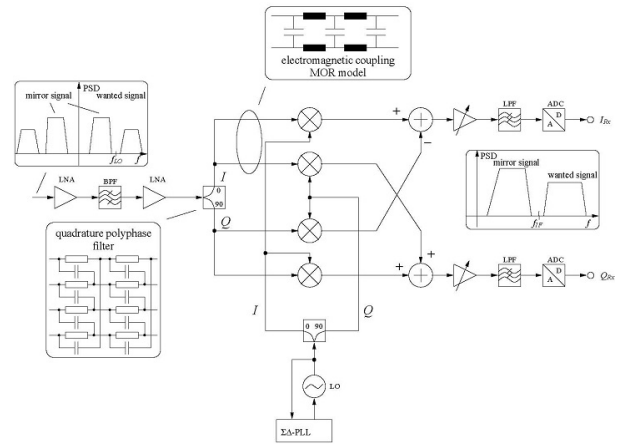 electromagnetic coupling
MOR model
PSD
mirror signal
wanted signal
f_LO
f
LNA
BPF
LNA
I
0
90
Q
quadrature polyphase
filter
+
−
LPF
ADC
D
A
I_Rx
PSD
mirror signal
wanted signal
f_IF
f
+
+
LPF
ADC
D
A
Q_Rx
I
Q
0 90
LO
ΣΔ-PLL